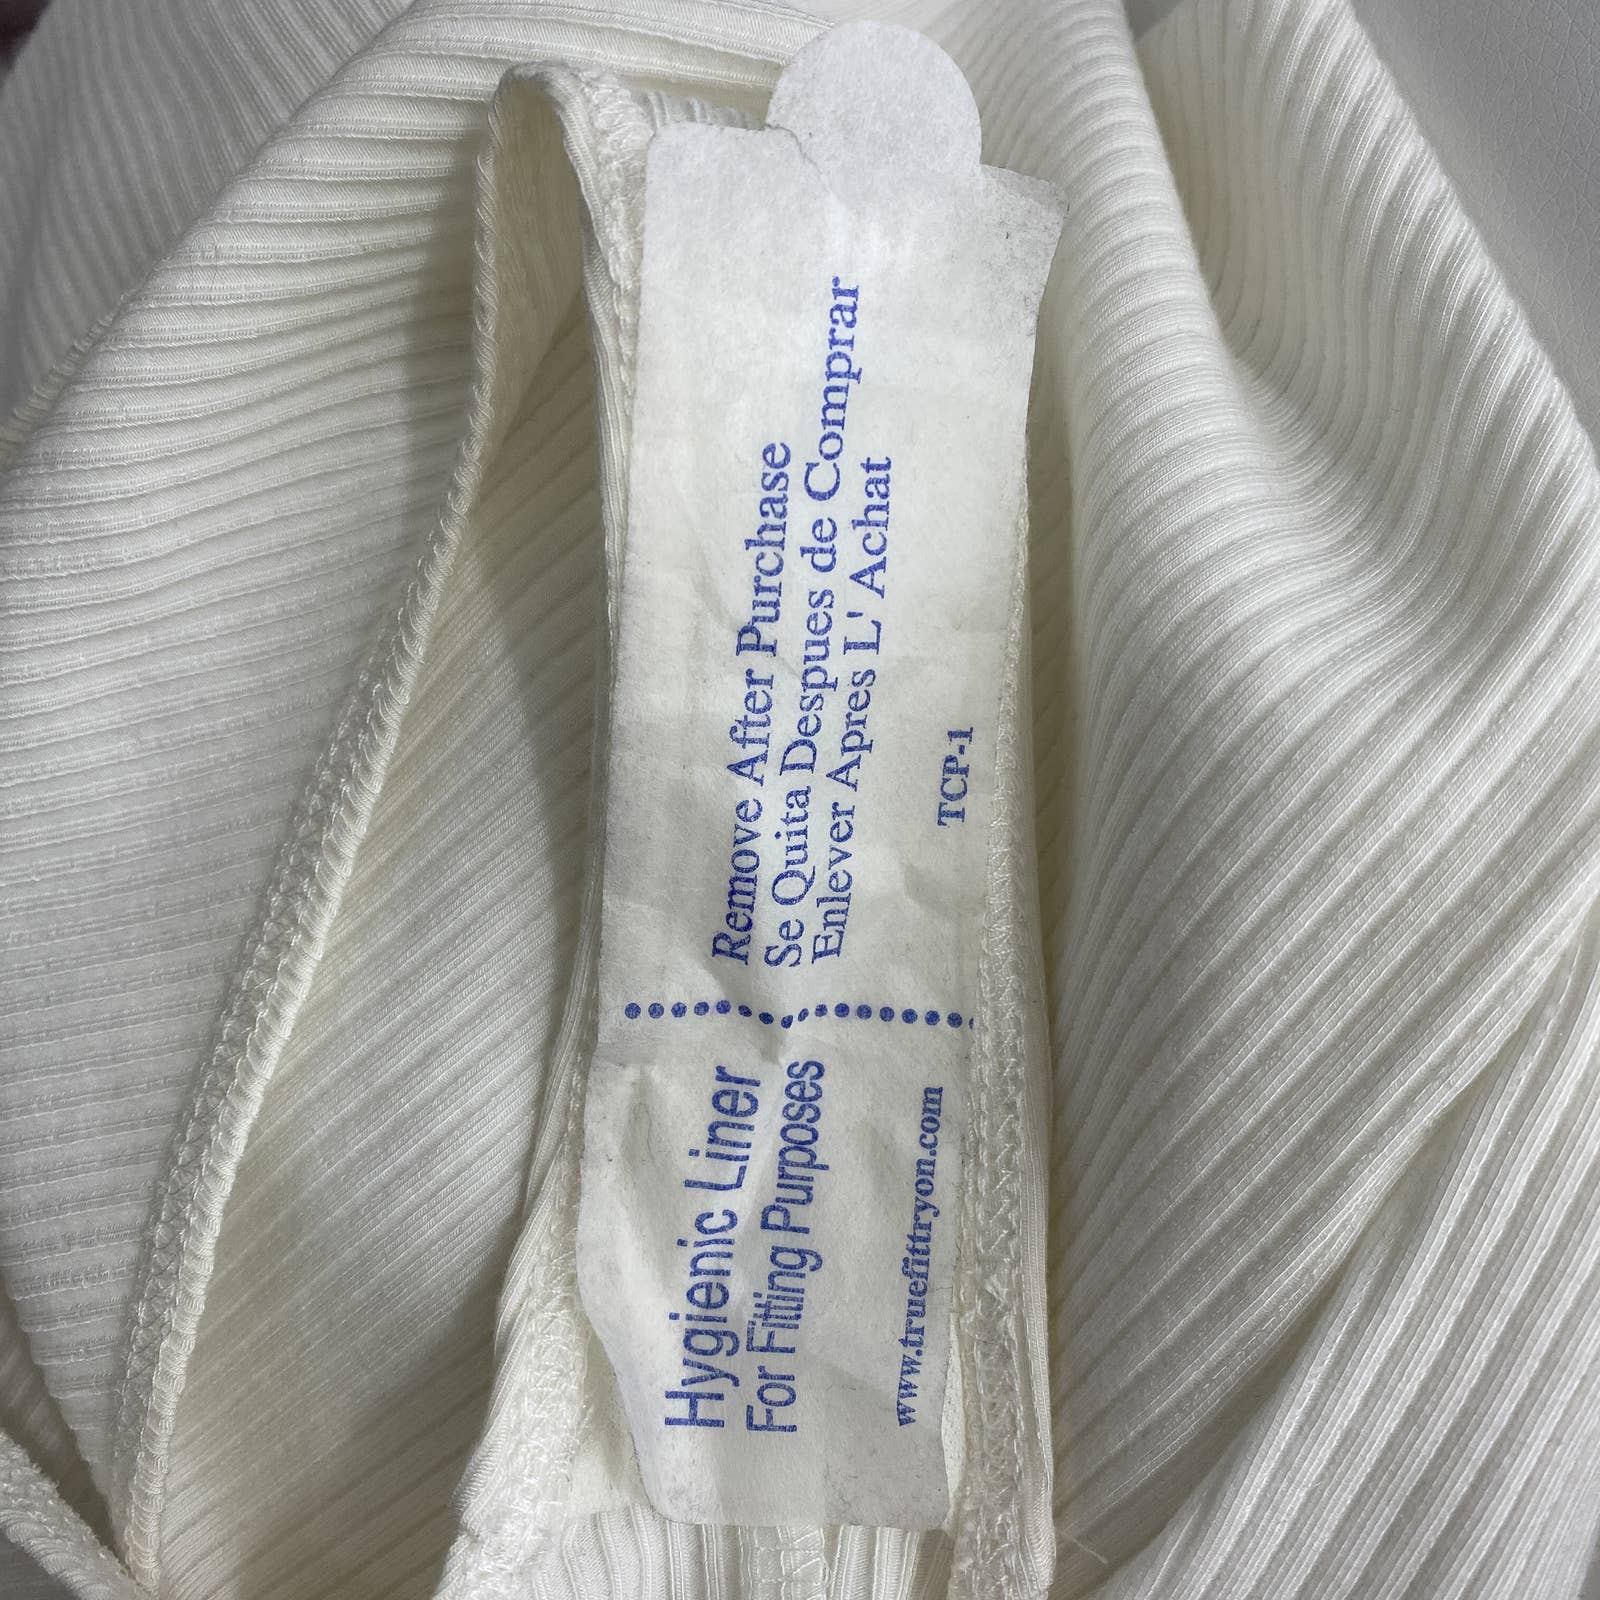 Remove After Purchase
Se Quita Despues de Comprar
Enlever Apres L' Achat
TCP-1
Hygienic Liner
For Fitting Purposes
www.truefittryon.com